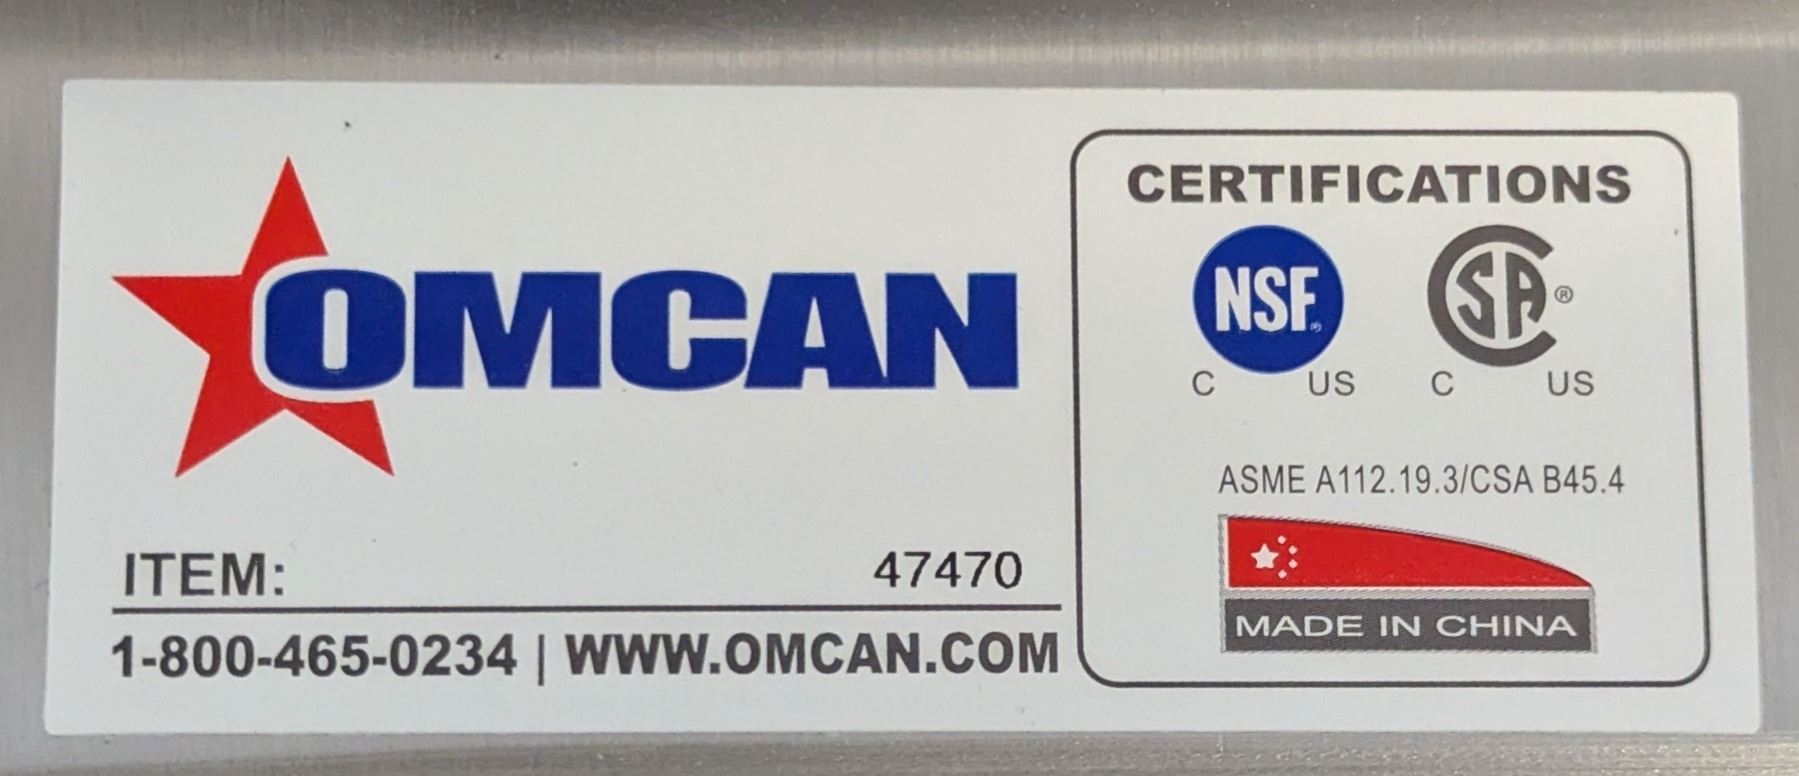 OMCAN
ITEM: 47470
1-800-465-0234 | WWW.OMCAN.COM
CERTIFICATIONS
NSF® CSA®
C US C US
ASME A112.19.3/CSA B45.4
MADE IN CHINA